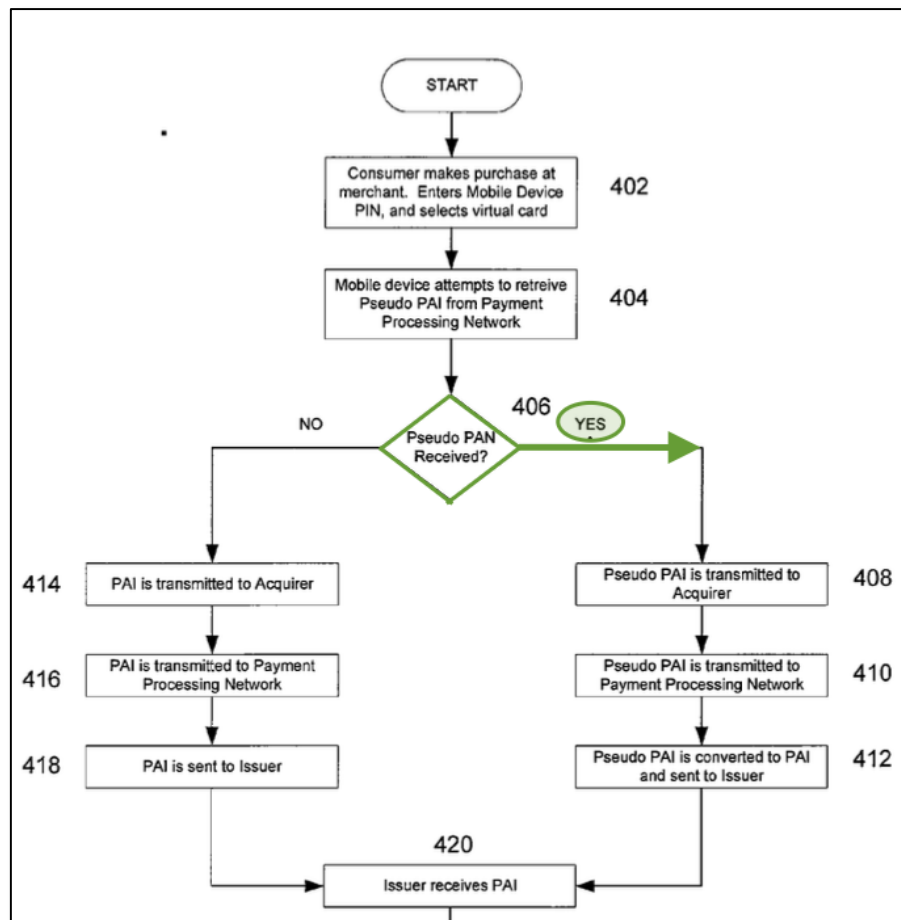 START
Consumer makes purchase at
merchant. Enters Mobile Device
PIN, and selects virtual card
402
Mobile device attempts to retreive
Pseudo PAI from Payment
Processing Network
404
406
NO
YES
Pseudo PAN
Received?
414
PAI is transmitted to Acquirer
Pseudo PAI is transmitted to
Acquirer
408
416
PAI is transmitted to Payment
Processing Network
Pseudo PAI is transmitted to
Payment Processing Network
410
418
PAI is sent to Issuer
Pseudo PAI is converted to PAI
and sent to Issuer
412
420
Issuer receives PAI